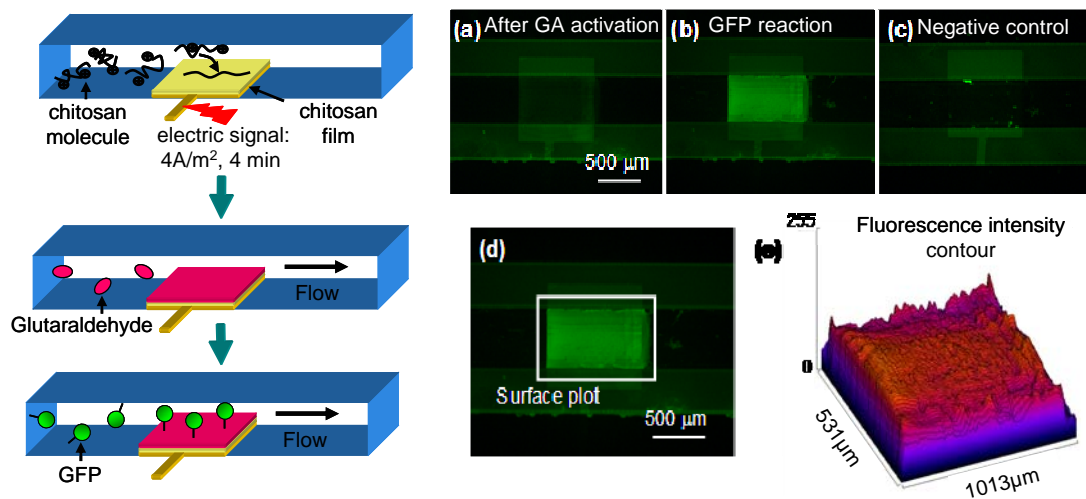 chitosan
molecule
chitosan
film
electric signal:
4A/m², 4 min
Flow
Glutaraldehyde
Flow
GFP
(a) After GA activation
500 µm
(b) GFP reaction
(c) Negative control
(d)
Surface plot
500 µm
(e)
Fluorescence intensity
contour
255
0
531µm
1013µm